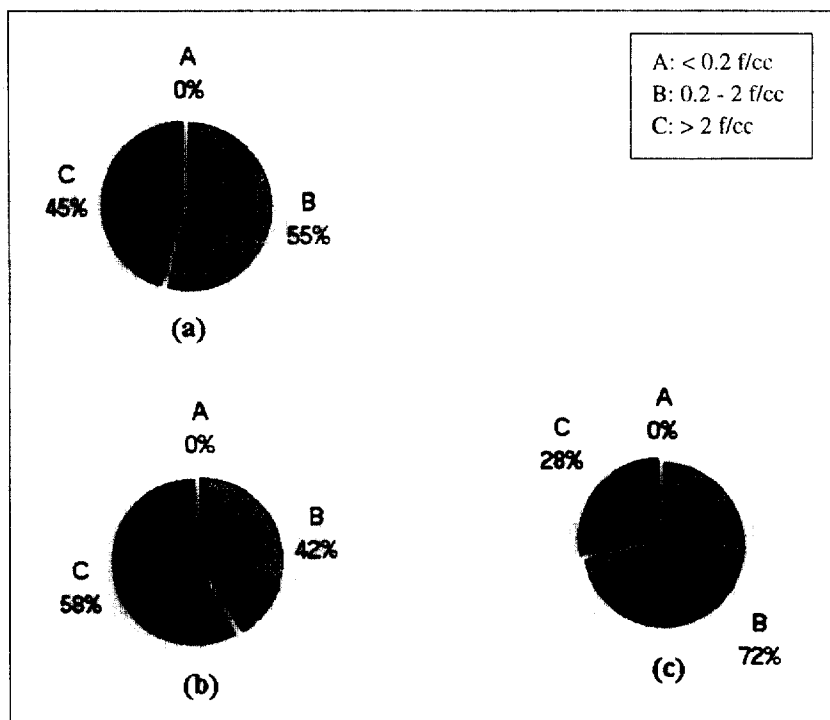 A
0%
C
45%
B
55%
(a)
A: < 0.2 f/cc
B: 0.2 - 2 f/cc
C: > 2 f/cc
A
0%
B
42%
C
58%
(b)
A
0%
C
28%
B
72%
(c)